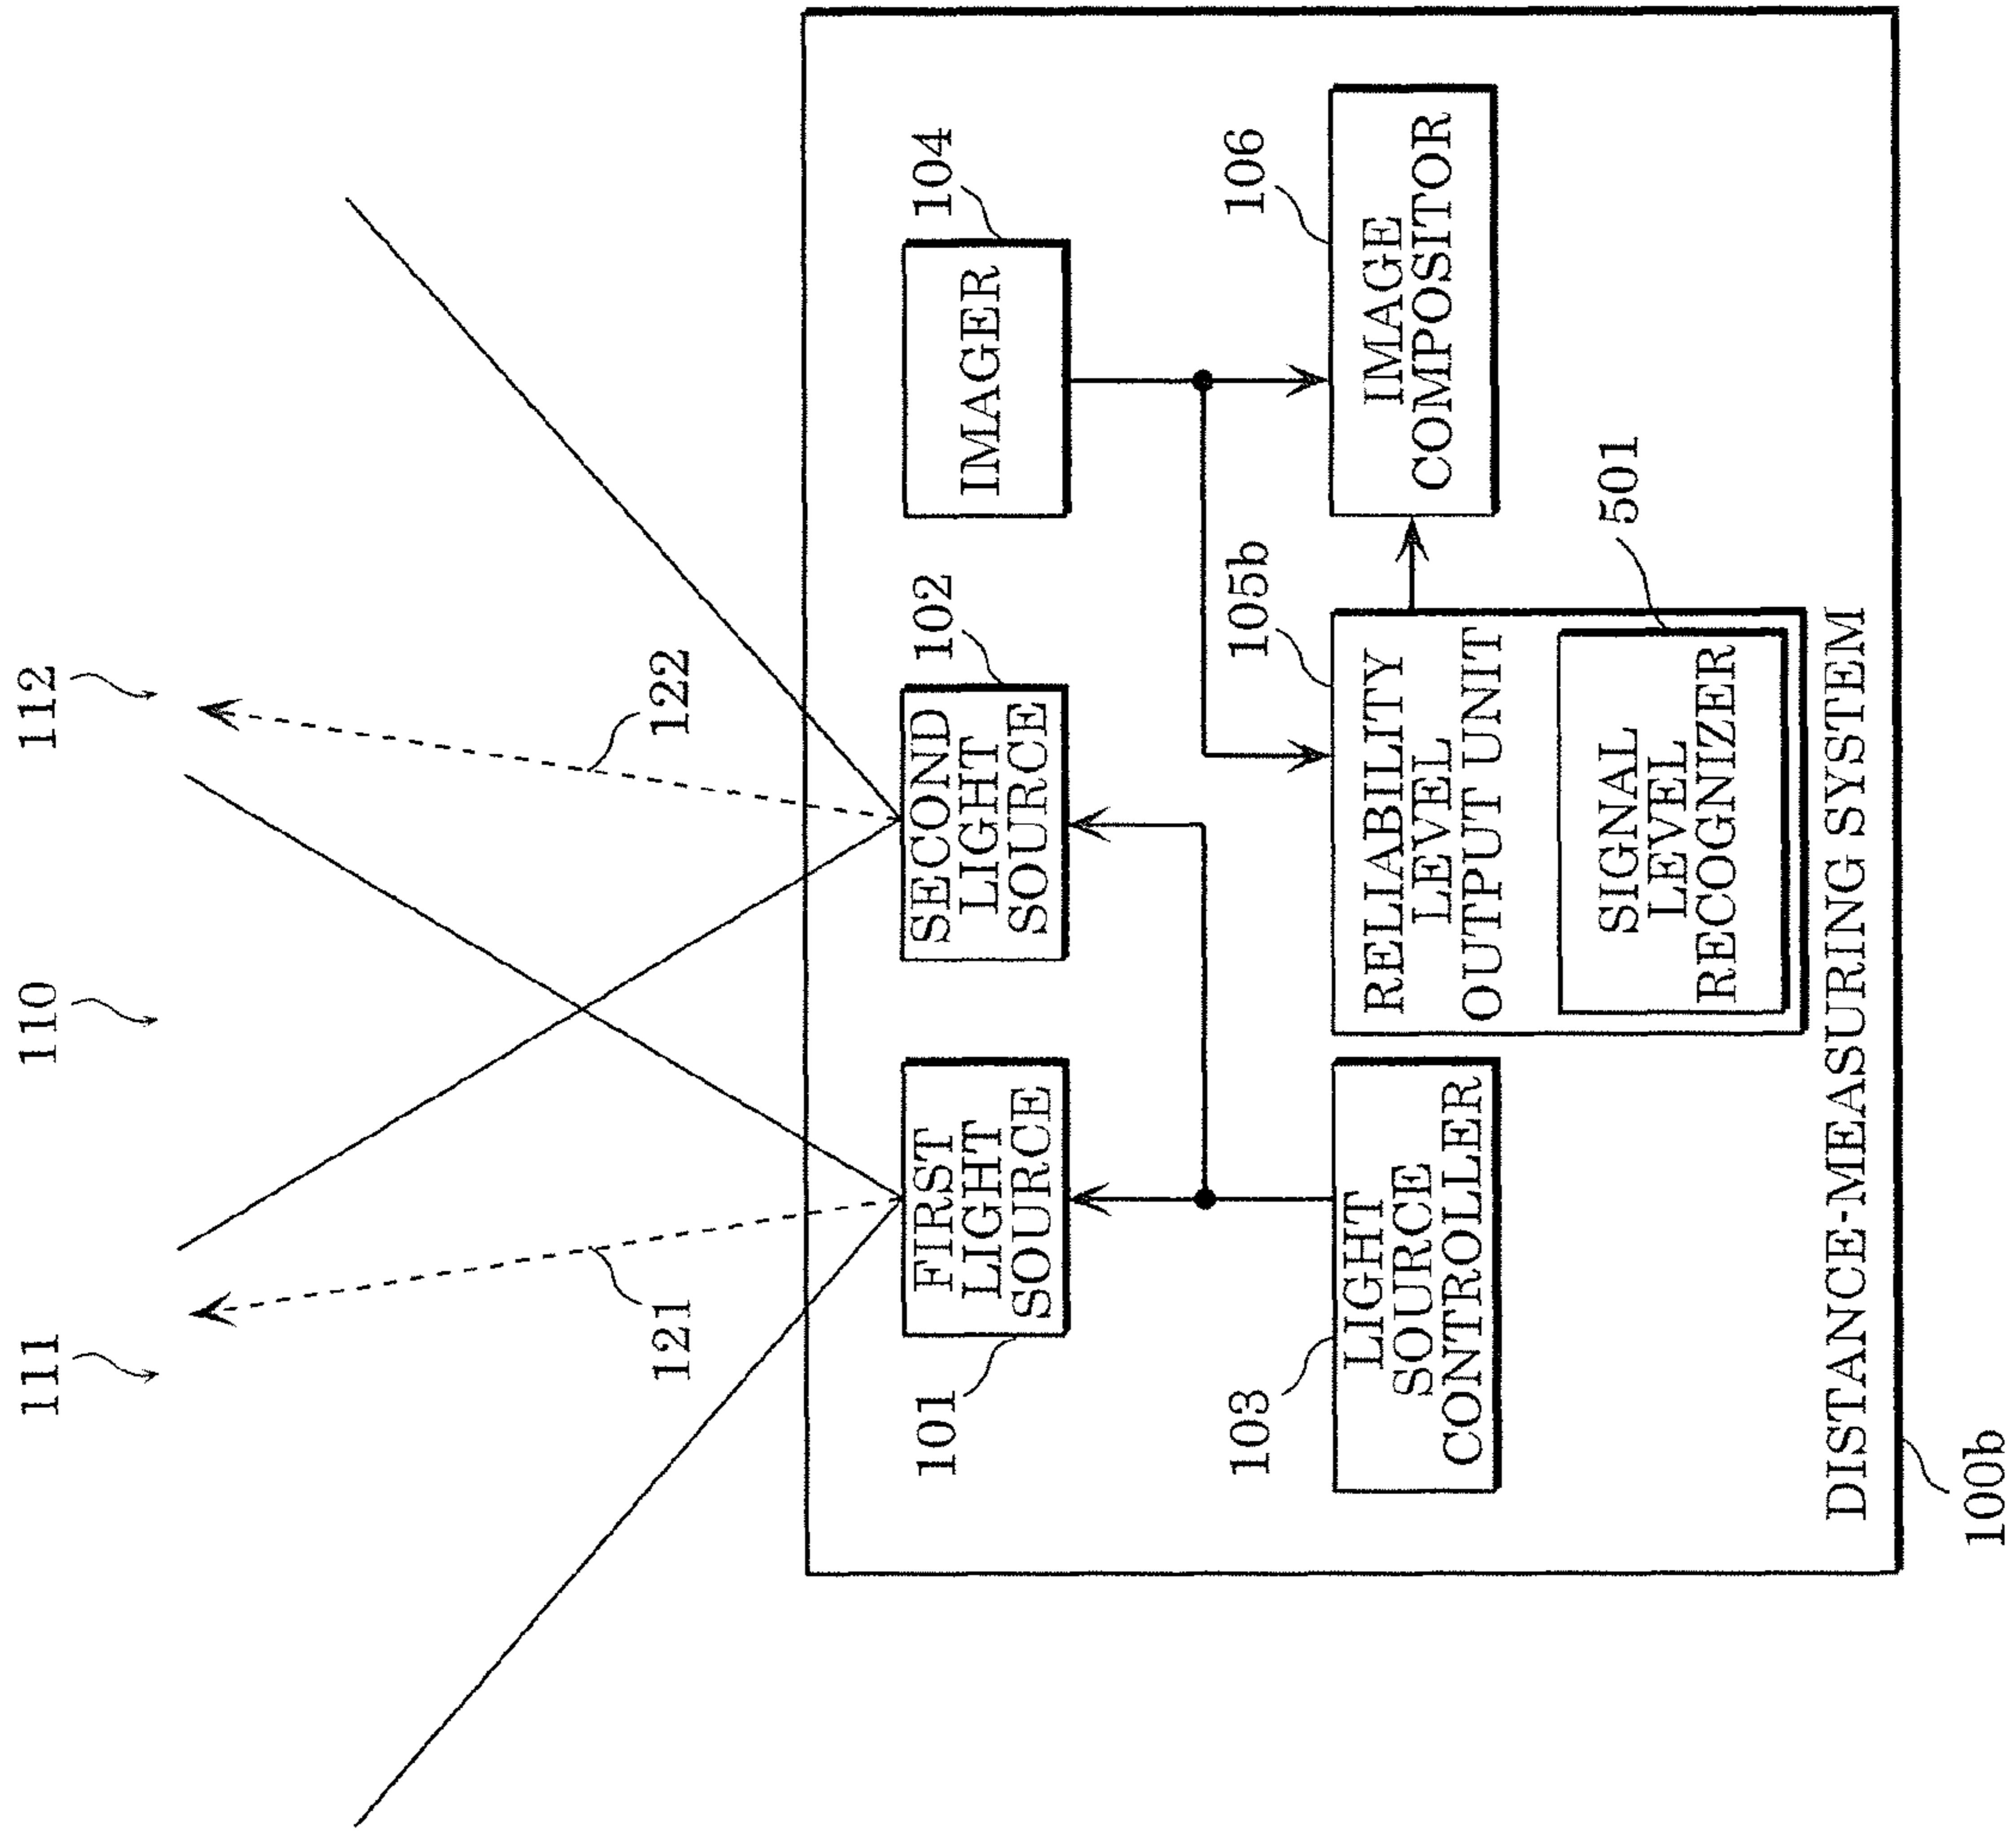 111
110
112
121
122
101
102
104
FIRST
LIGHT
SOURCE
SECOND
LIGHT
SOURCE
IMAGER
103
105b
106
LIGHT
SOURCE
CONTROLLER
RELIABILITY
LEVEL
OUTPUT UNIT
IMAGE
COMPOSITOR
501
SIGNAL
LEVEL
RECOGNIZER
DISTANCE-MEASURING SYSTEM
100b